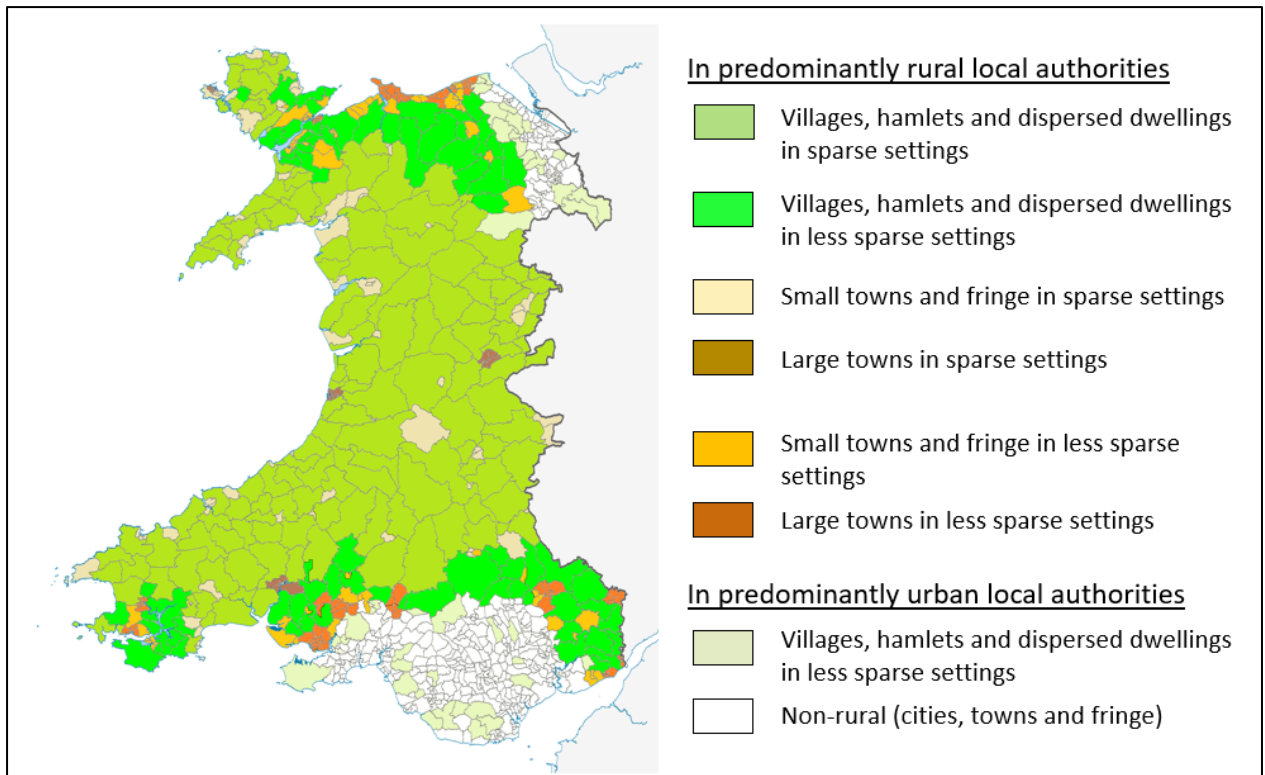 In predominantly rural local authorities
Villages, hamlets and dispersed dwellings
in sparse settings
Villages, hamlets and dispersed dwellings
in less sparse settings
Small towns and fringe in sparse settings
Large towns in sparse settings
Small towns and fringe in less sparse
settings
Large towns in less sparse settings
In predominantly urban local authorities
Villages, hamlets and dispersed dwellings
in less sparse settings
Non-rural (cities, towns and fringe)